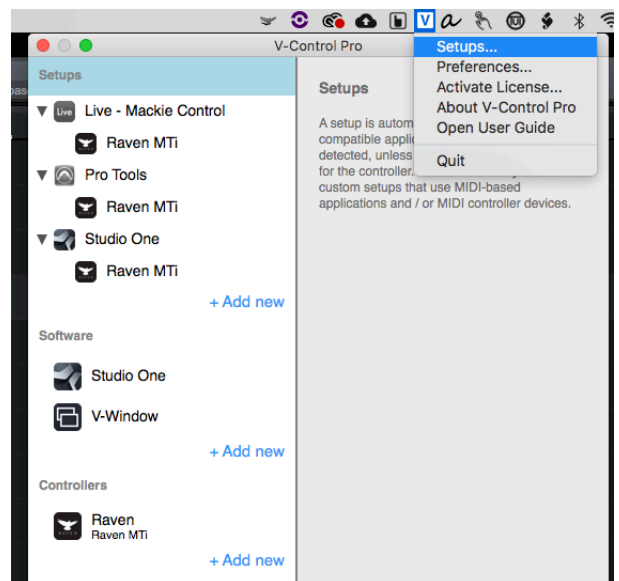 V-Control Pro
Setups...
Preferences...
Activate License...
About V-Control Pro
Open User Guide
Quit
Setups
Live
Live - Mackie Control
Raven MTi
Pro Tools
Raven MTi
Studio One
Raven MTi
+ Add new
Software
Studio One
V-Window
+ Add new
Controllers
RAVEN
Raven
Raven MTi
+ Add new
Setups
A setup is autom
compatible applic
detected, unless
for the controller.
custom setups that use MIDI-based
applications and / or MIDI controller devices.